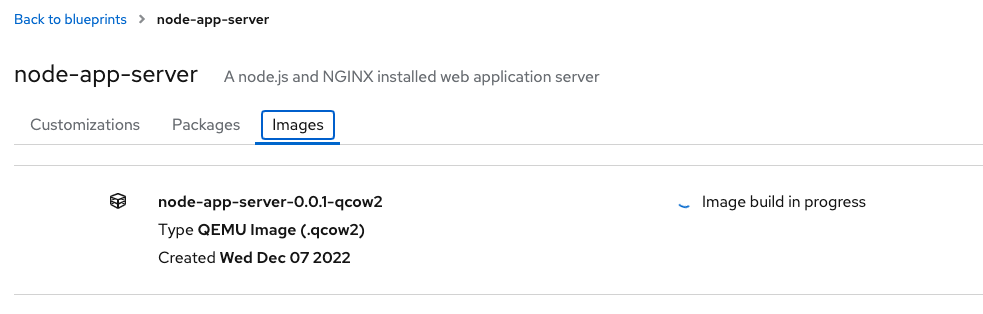 Back to blueprints > node-app-server
node-app-server A node.js and NGINX installed web application server
Customizations Packages Images
node-app-server-0.0.1-qcow2 Image build in progress
Type QEMU Image (.qcow2)
Created Wed Dec 07 2022